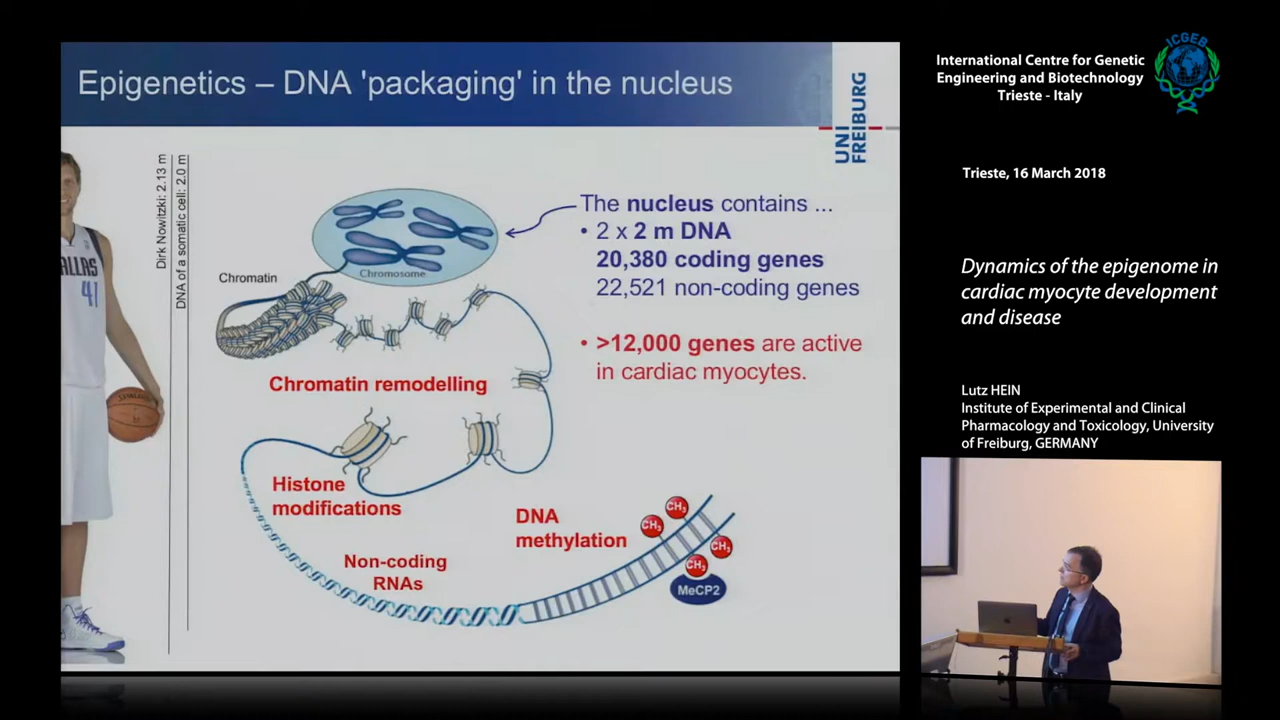 Epigenetics – DNA 'packaging' in the nucleus
UNI
FREIBURG
Dirk Nowitzki: 2.13 m
DNA of a somatic cell: 2.0 m
ALLAS
41
SPALDING
Chromatin
Chromosome
The nucleus contains ...
• 2 x 2 m DNA
20,380 coding genes
22,521 non-coding genes
• >12,000 genes are active
in cardiac myocytes.
Chromatin remodelling
Histone
modifications
Non-coding
RNAs
DNA
methylation
CH3
CH3
CH3
CH3
MeCP2
International Centre for Genetic
Engineering and Biotechnology
Trieste - Italy
ICGEB
Trieste, 16 March 2018
Dynamics of the epigenome in
cardiac myocyte development
and disease
Lutz HEIN
Institute of Experimental and Clinical
Pharmacology and Toxicology, University
of Freiburg, GERMANY